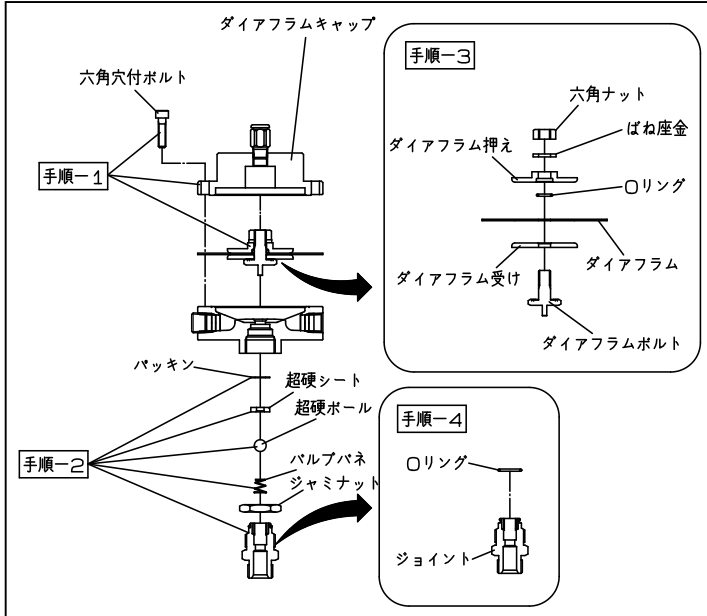 ダイアフラムキャップ
六角穴付ボルト
手順－1
手順－3
六角ナット
ばね座金
ダイアフラム押え
Oリング
ダイアフラム
ダイアフラム受け
ダイアフラムボルト
パッキン
超硬シート
超硬ボール
手順－2
バルブバネ
ジャミナット
手順－4
Oリング
ジョイント